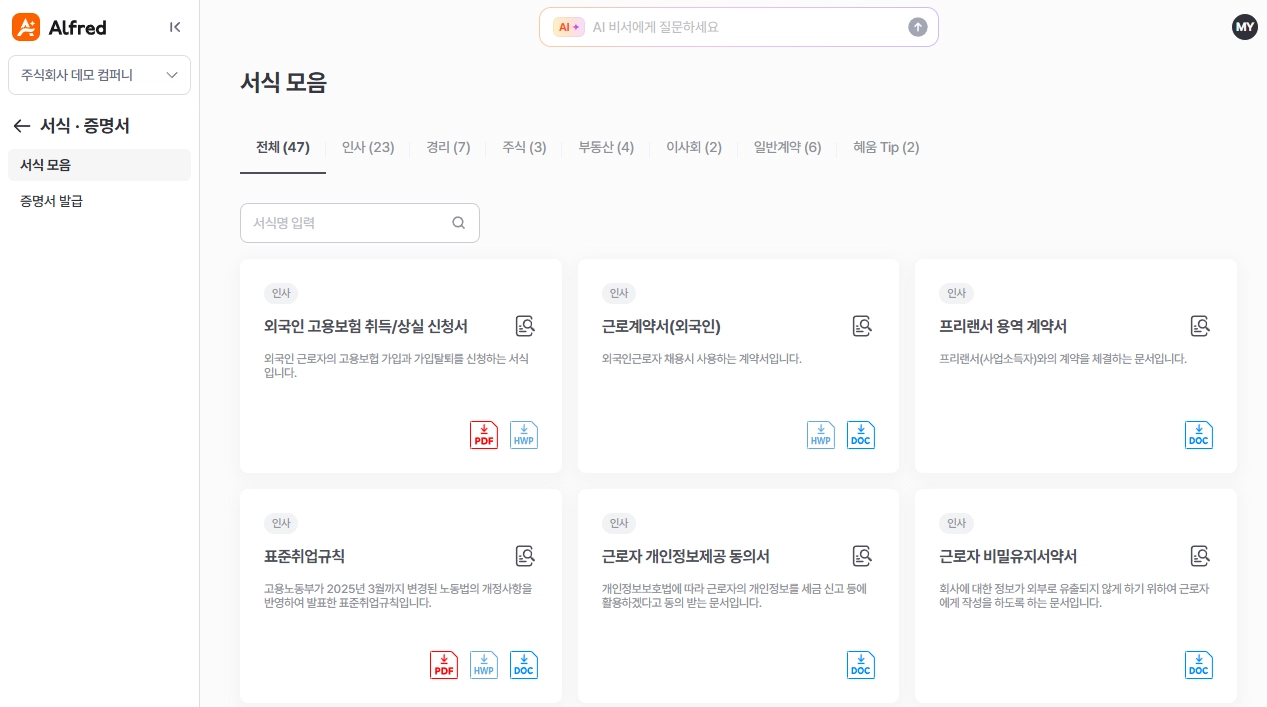 Alfred
AI
AI 비서에게 질문하세요
MY
주식회사 데모 컴퍼니
서식 · 증명서
서식 모음
증명서 발급
서식 모음
전체 (47)
인사 (23)
경리 (7)
주식 (3)
부동산 (4)
이사회 (2)
일반계약 (6)
혜움 Tip (2)
서식명 입력
인사
외국인 고용보험 취득/상실 신청서
외국인 근로자의 고용보험 가입과 가입탈퇴를 신청하는 서식
입니다.
PDF
HWP
인사
근로계약서(외국인)
외국인근로자 채용시 사용하는 계약서입니다.
HWP
DOC
인사
프리랜서 용역 계약서
프리랜서(사업소득자)와의 계약을 체결하는 문서입니다.
DOC
인사
표준취업규칙
고용노동부가 2025년 3월까지 변경된 노동법의 개정사항을
반영하여 발표한 표준취업규칙입니다.
PDF
HWP
DOC
인사
근로자 개인정보제공 동의서
개인정보보호법에 따라 근로자의 개인정보를 세금 신고 등에
활용하겠다고 동의 받는 문서입니다.
DOC
인사
근로자 비밀유지서약서
회사에 대한 정보가 외부로 유출되지 않게 하기 위하여 근로자
에게 작성을 하도록 하는 문서입니다.
DOC